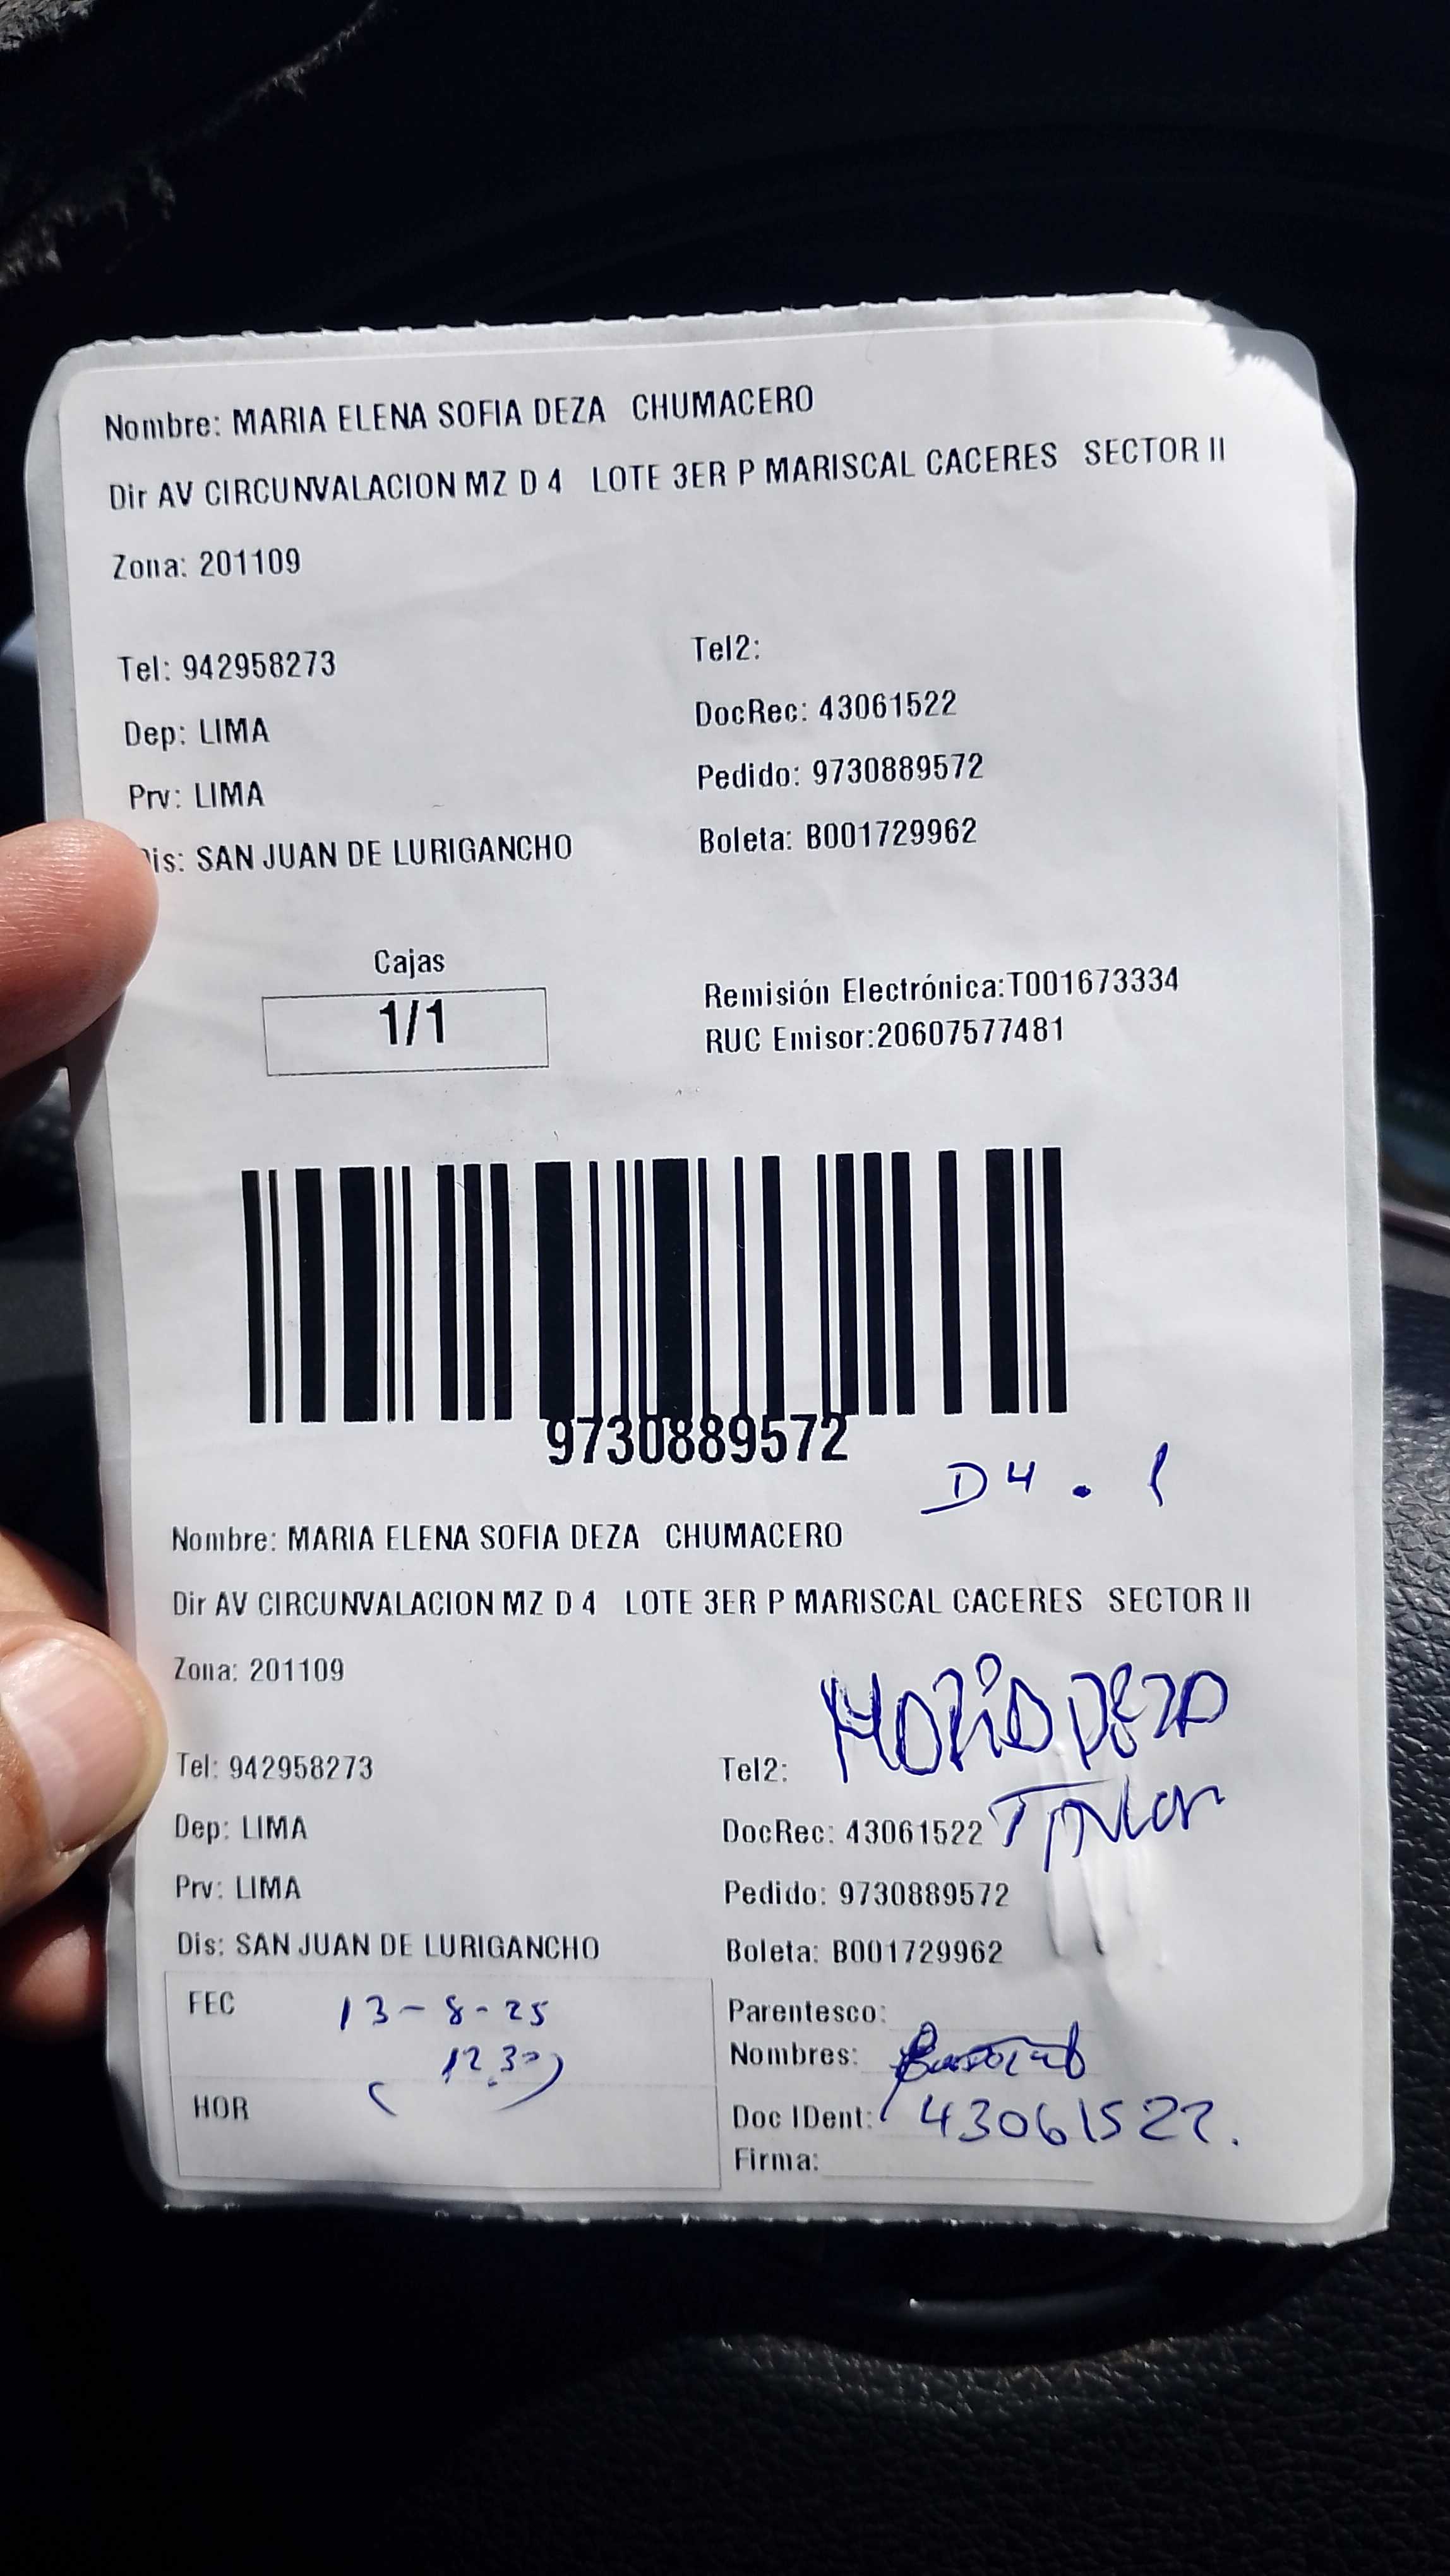 Nombre: MARIA ELENA SOFIA DEZA CHUMACERO
Dir AV CIRCUNVALACION MZ D 4 LOTE 3ER P MARISCAL CACERES SECTOR II
Zona: 201109
Tel: 942958273
Tel2:
Dep: LIMA
DocRec: 43061522
Prv: LIMA
Pedido: 9730889572
is: SAN JUAN DE LURIGANCHO
Boleta: B001729962
Cajas
1/1
Remisión Electrónica:T001673334
RUC Emisor:20607577481
9730889572
D4 . 1
Nombre: MARIA ELENA SOFIA DEZA CHUMACERO
Dir AV CIRCUNVALACION MZ D 4 LOTE 3ER P MARISCAL CACERES SECTOR II
Zona: 201109
MARIA DEZA
Tel: 942958273
Tel2:
Dep: LIMA
DocRec: 43061522
Prv: LIMA
Pedido: 9730889572
Dis: SAN JUAN DE LURIGANCHO
Boleta: B001729962
FEC 13-8-25
(12.30)
HOR
Parentesco:
Nombres:
Doc IDent: 43061522.
Firma: